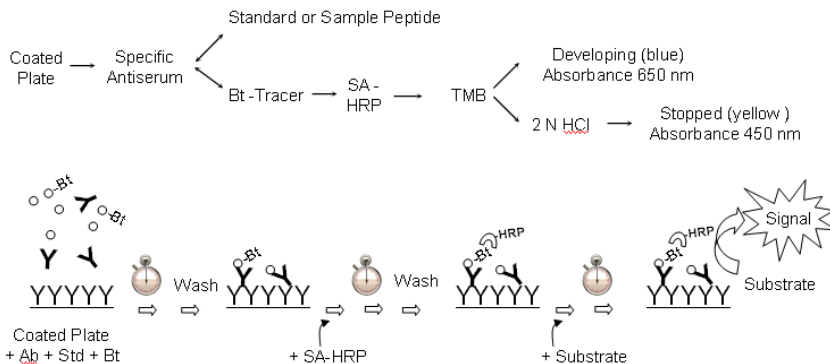 Standard or Sample Peptide
Coated
Plate
Specific
Antiserum
Bt -Tracer
SA -
HRP
TMB
Developing (blue)
Absorbance 650 nm
2 N HCl
Stopped (yellow )
Absorbance 450 nm
-Bt
-Bt
Wash
-Bt
Wash
-Bt
-HRP
-Bt
-HRP
Signal
Substrate
Coated Plate
+ Ab + Std + Bt
+ SA-HRP
+ Substrate